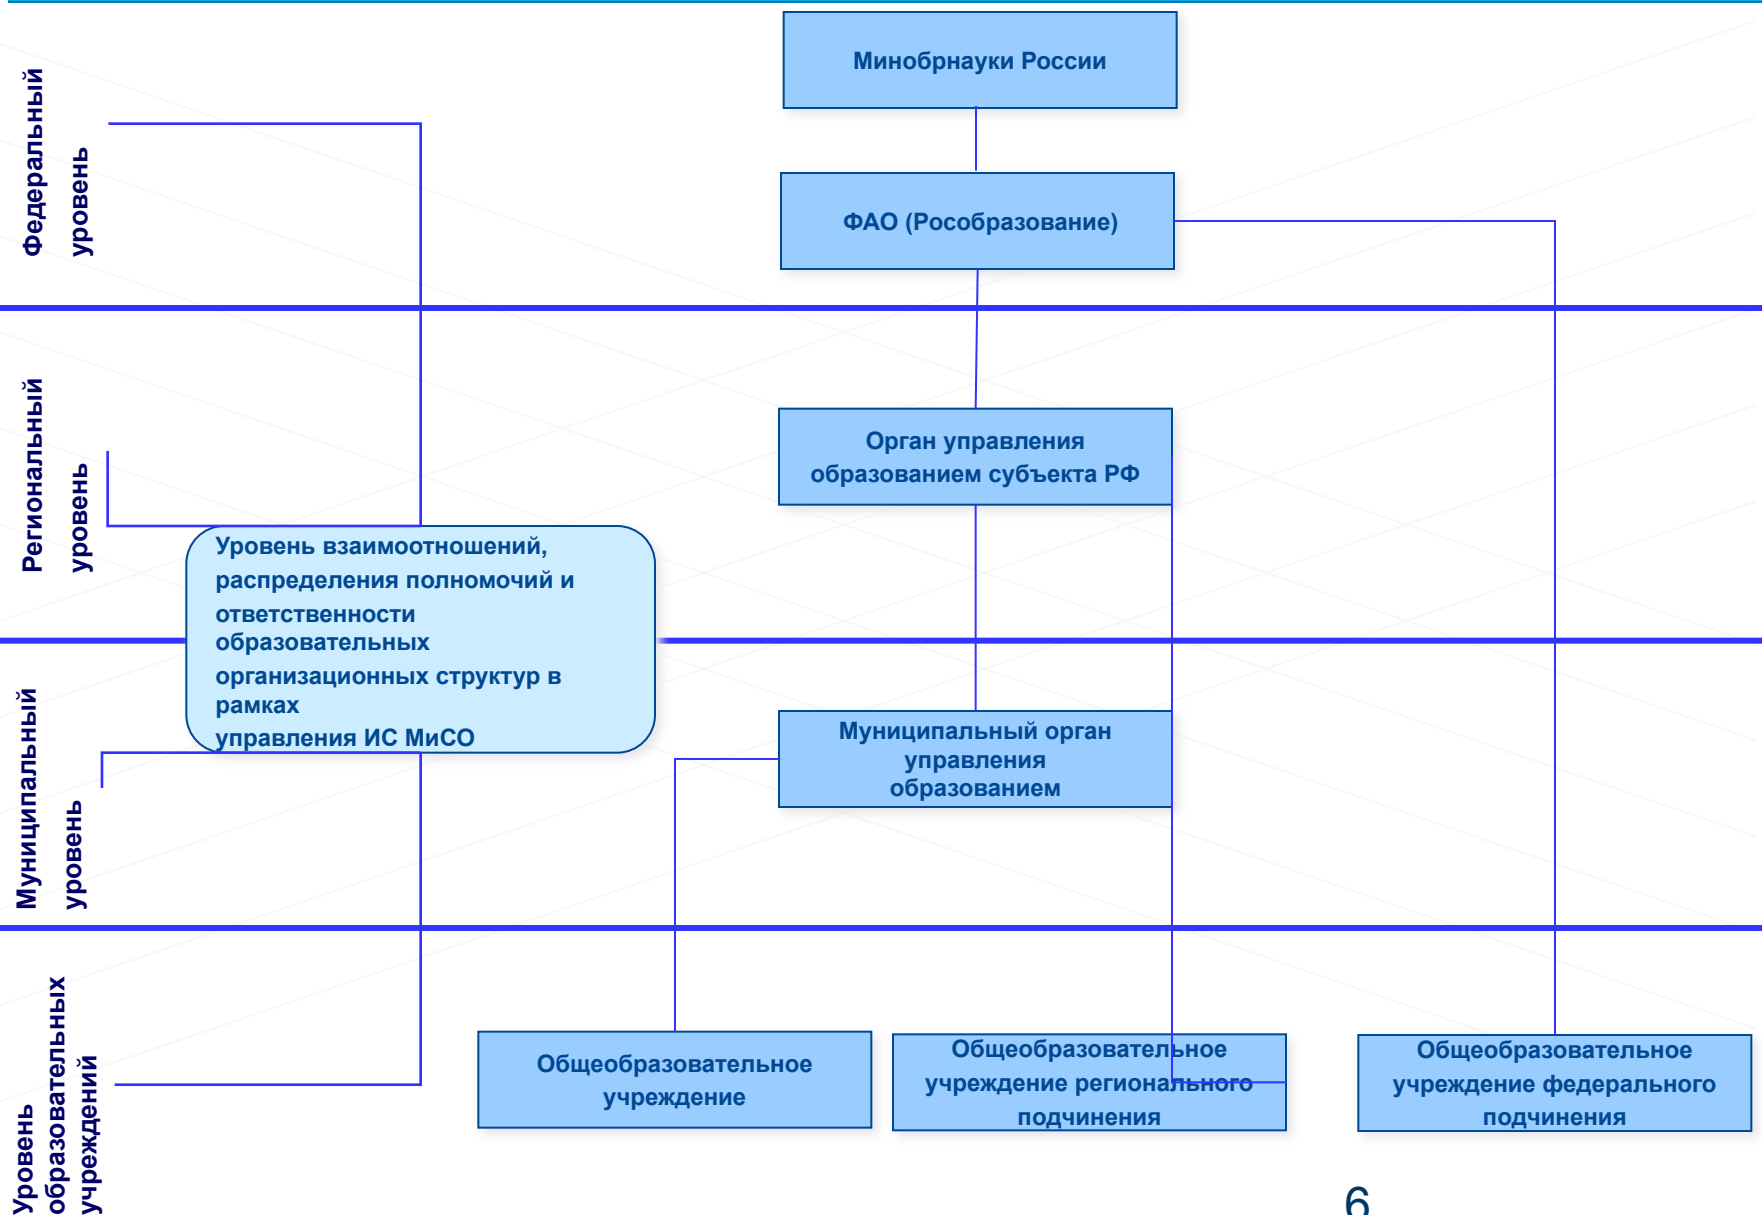 Федеральный
уровень
Минобрнауки России
ФАО (Рособразование)
Региональный
уровень
Орган управления
образованием субъекта РФ
Уровень взаимоотношений,
распределения полномочий и
ответственности
образовательных
организационных структур в
рамках
управления ИС МиСО
Муниципальный
уровень
Муниципальный орган
управления
образованием
Уровень
образовательных
учреждений
Общеобразовательное
учреждение
Общеобразовательное
учреждение регионального
подчинения
Общеобразовательное
учреждение федерального
подчинения
6